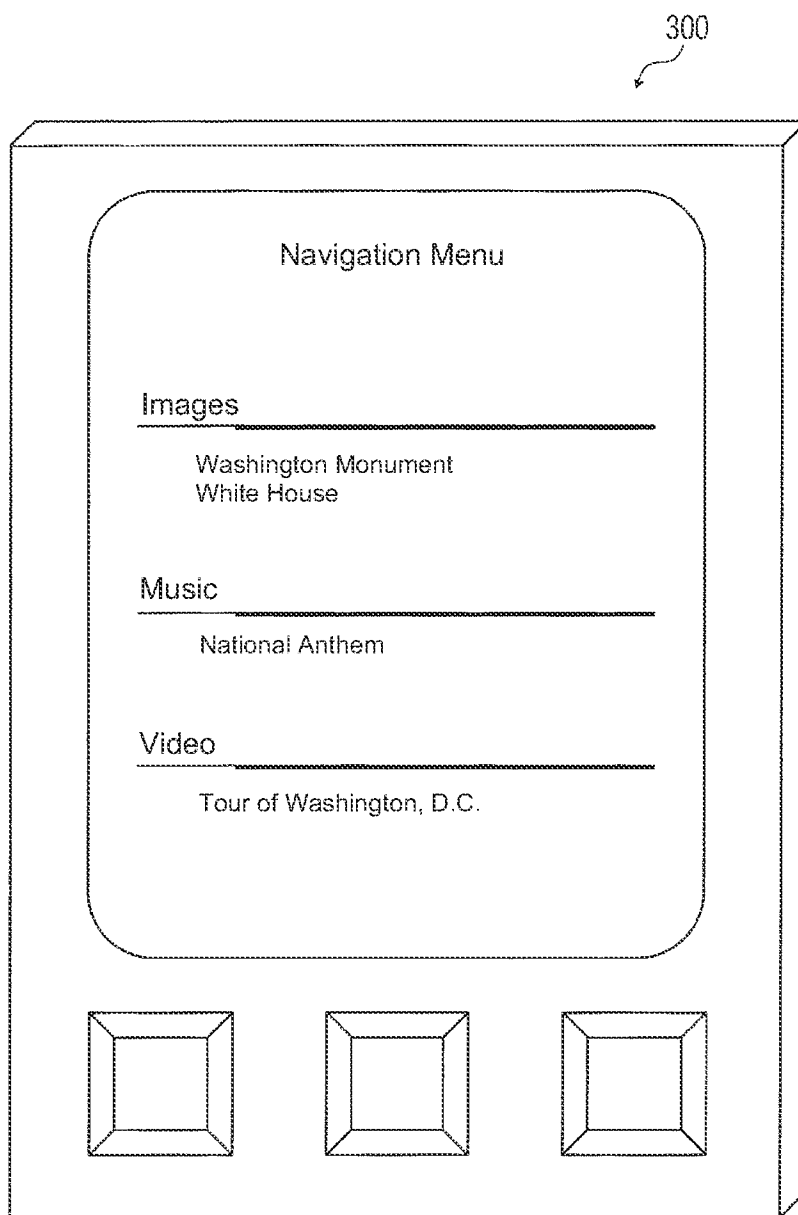 300
Navigation Menu
Images
Washington Monument
White House
Music
National Anthem
Video
Tour of Washington, D.C.